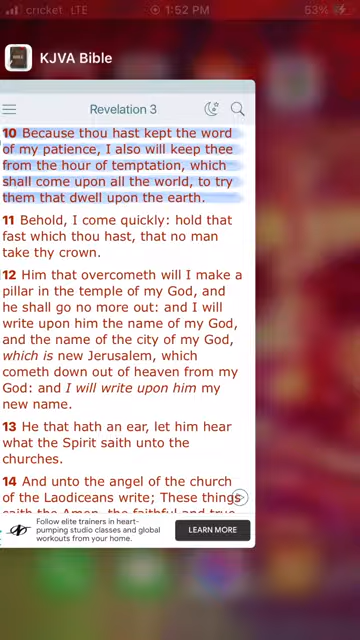 cricket LTE 1:52 PM 53%
KJVA Bible
Revelation 3
10 Because thou hast kept the word
of my patience, I also will keep thee
from the hour of temptation, which
shall come upon all the world, to try
them that dwell upon the earth.
11 Behold, I come quickly: hold that
fast which thou hast, that no man
take thy crown.
12 Him that overcometh will I make a
pillar in the temple of my God, and
he shall go no more out: and I will
write upon him the name of my God,
and the name of the city of my God,
which is new Jerusalem, which
cometh down out of heaven from my
God: and I will write upon him my
new name.
13 He that hath an ear, let him hear
what the Spirit saith unto the
churches.
14 And unto the angel of the church
of the Laodiceans write; These things
saith the Amen, the faithful and true
Follow elite trainers in heart-
pumping studio classes and global
workouts from your home.
LEARN MORE